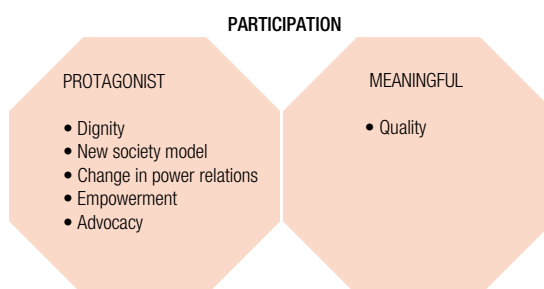 PARTICIPATION
PROTAGONIST
• Dignity
• New society model
• Change in power relations
• Empowerment
• Advocacy
MEANINGFUL
• Quality